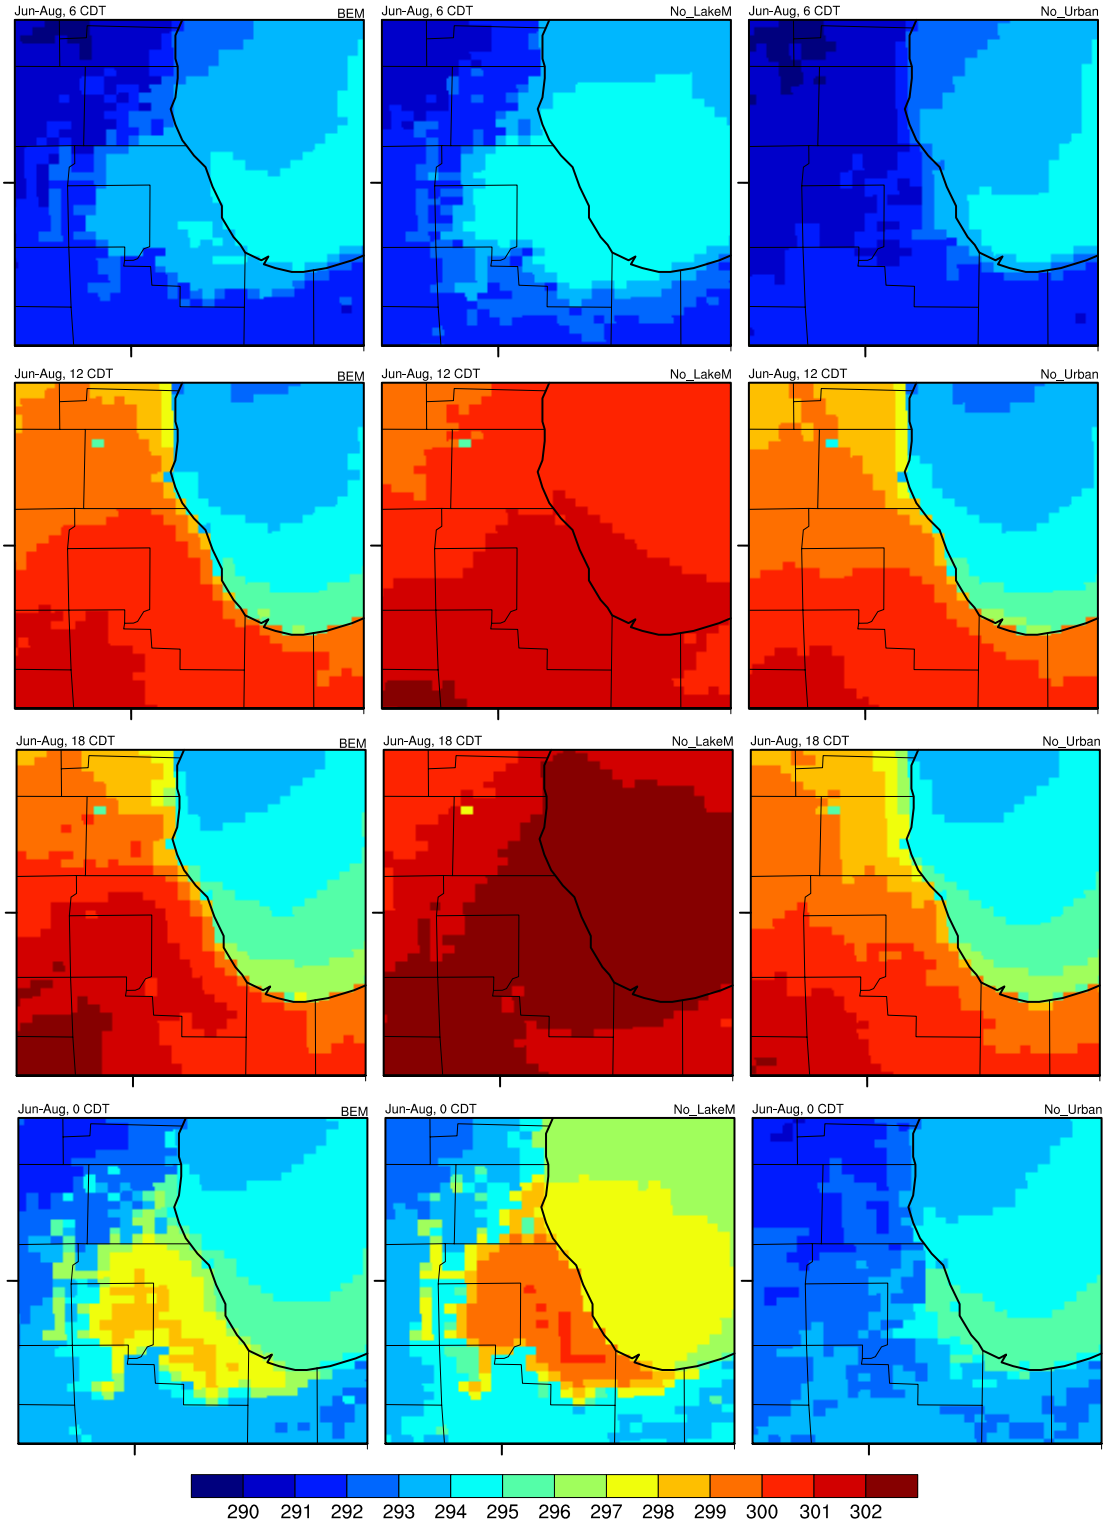 Jun-Aug, 6 CDT BEM Jun-Aug, 6 CDT No_LakeM Jun-Aug, 6 CDT No_Urban
Jun-Aug, 12 CDT BEM Jun-Aug, 12 CDT No_LakeM Jun-Aug, 12 CDT No_Urban
Jun-Aug, 18 CDT BEM Jun-Aug, 18 CDT No_LakeM Jun-Aug, 18 CDT No_Urban
Jun-Aug, 0 CDT BEM Jun-Aug, 0 CDT No_LakeM Jun-Aug, 0 CDT No_Urban
290 291 292 293 294 295 296 297 298 299 300 301 302